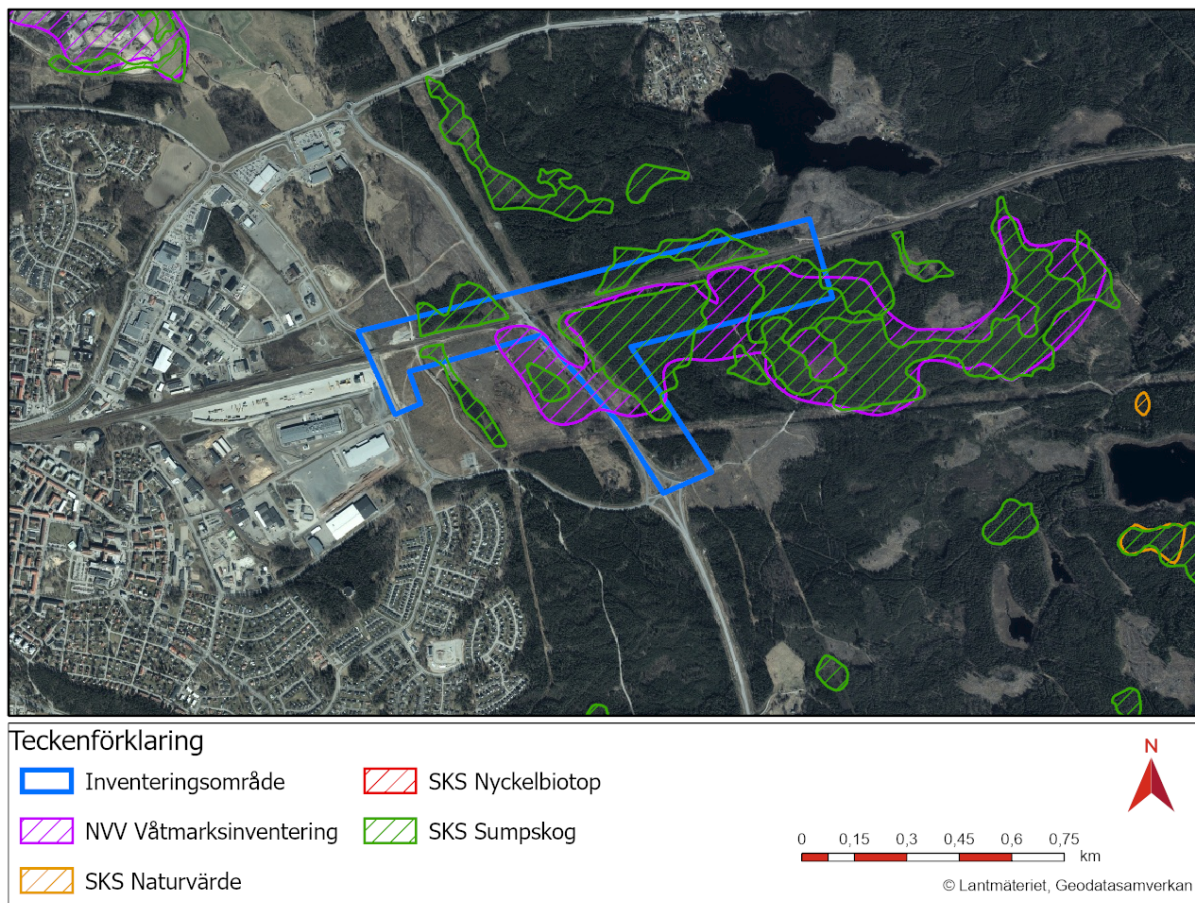 Teckenförklaring
Inventeringsområde
SKS Nyckelbiotop
NVV Våtmarksinventering
SKS Sumpskog
SKS Naturvärde
N
0 0,15 0,3 0,45 0,6 0,75
km
© Lantmäteriet, Geodatasamverkan